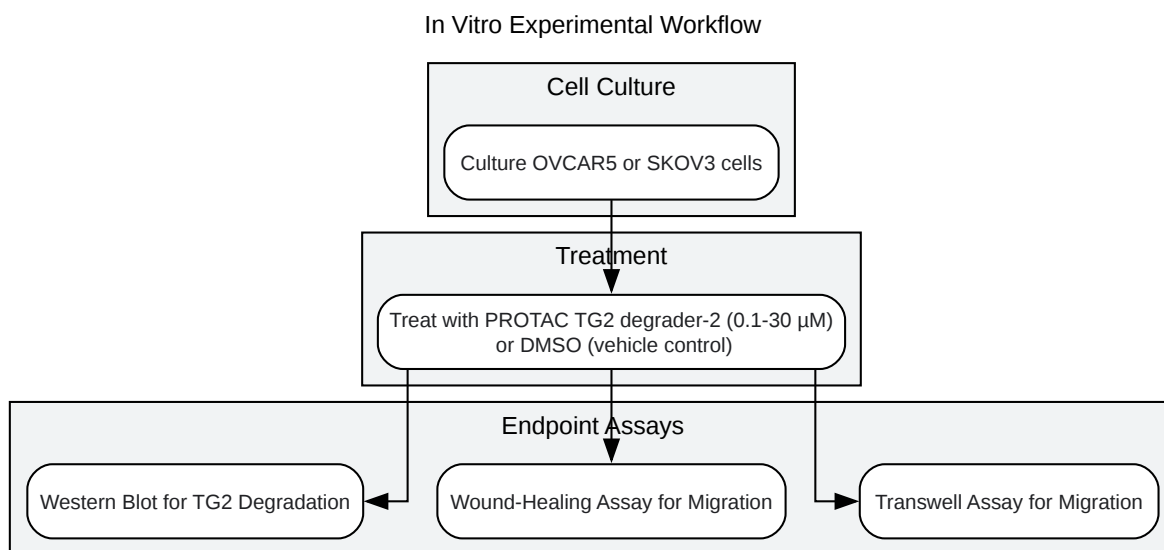 In Vitro Experimental Workflow
Cell Culture
Culture OVCAR5 or SKOV3 cells
Treatment
Treat with PROTAC TG2 degrader-2 (0.1-30 µM)
or DMSO (vehicle control)
Endpoint Assays
Western Blot for TG2 Degradation
Wound-Healing Assay for Migration
Transwell Assay for Migration